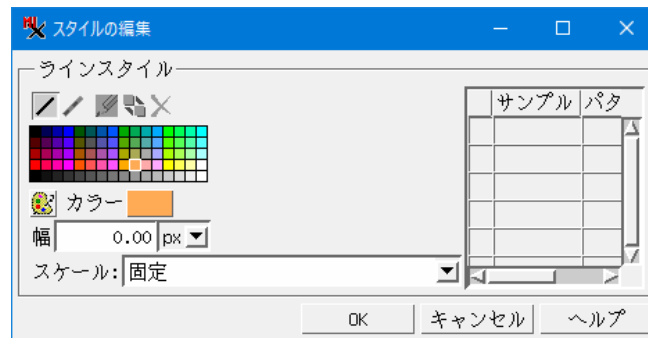 スタイルの編集
ラインスタイル
サンプル パタ
カラー
幅 0.00 px
スケール: 固定
OK キャンセル ヘルプ